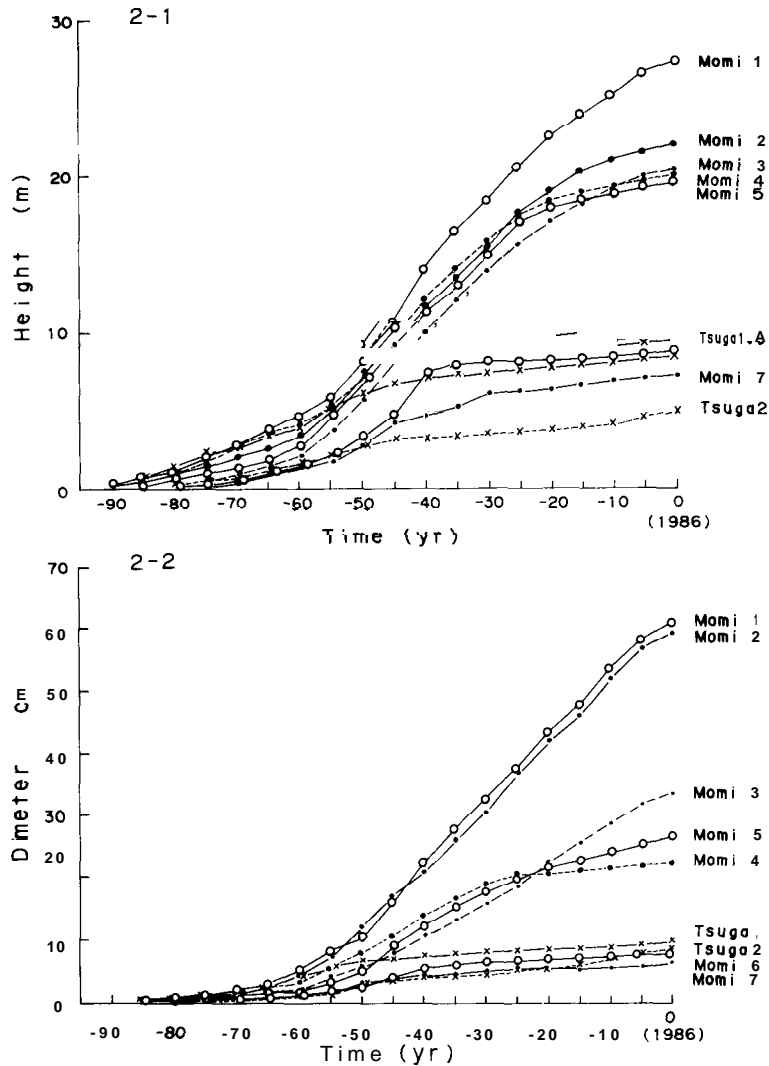 2-1
30
20
10
0
Height (m)
Momi 1
Momi 2
Momi 3
Momi 4
Momi 5
Momi 7
Tsuga2
-90 -80 -70 -60 -50 -40 -30 -20 -10 0
(1986)
Time (yr)
2-2
70
60
50
40
30
20
10
0
Dimeter cm
Momi 1
Momi 2
Momi 3
Momi 5
Momi 4
Tsuga
Tsuga2
Momi 6
Momi 7
-90 -80 -70 -60 -50 -40 -30 -20 -10 0
(1986)
Time (yr)